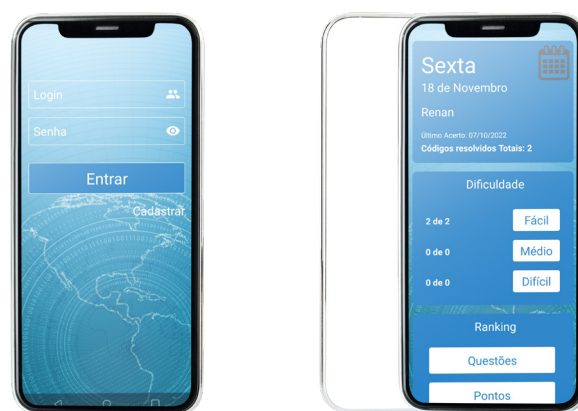 Login
Senha
Entrar
Cadastrar
Sexta
18 de Novembro
Renan
Último Acerto: 07/10/2022
Códigos resolvidos Totais: 2
Dificuldade
2 de 2 Fácil
0 de 0 Médio
0 de 0 Difícil
Ranking
Questões
Pontos